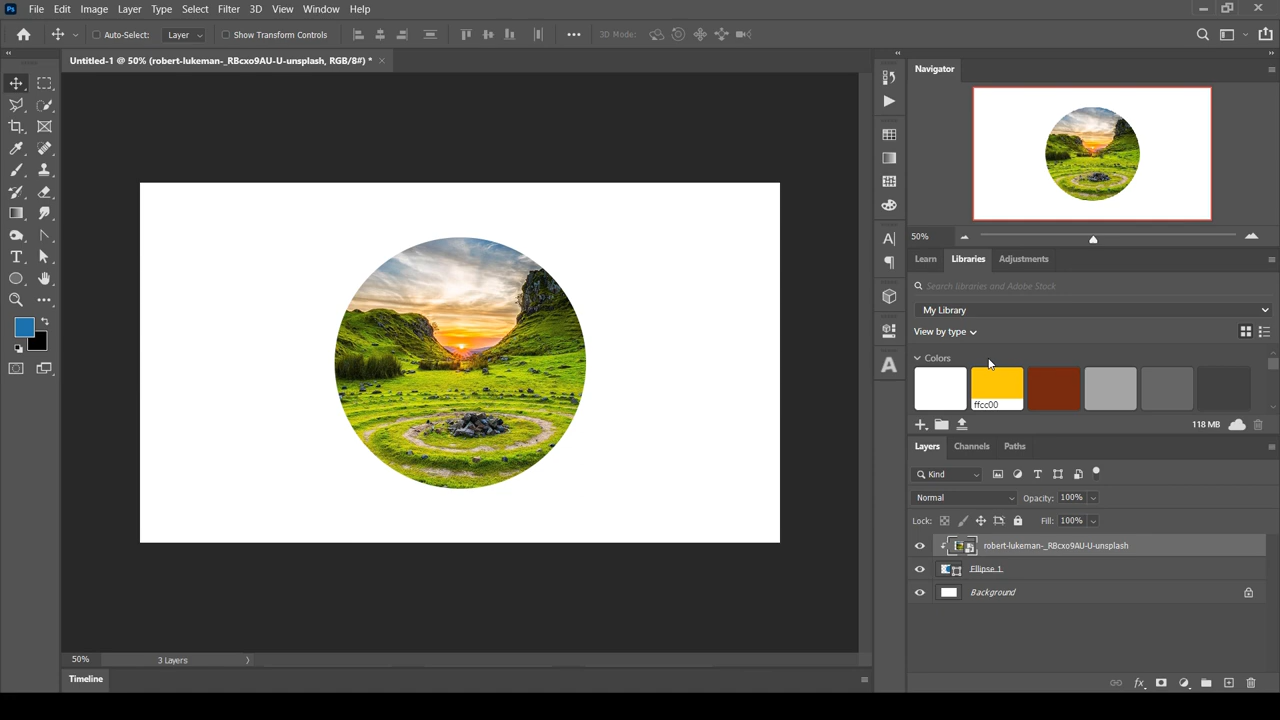 Ps File Edit Image Layer Type Select Filter 3D View Window Help
Auto-Select: Layer Show Transform Controls 3D Mode:
Untitled-1 @ 50% (robert-lukeman-_RBcxo9AU-U-unsplash, RGB/8#) *
Navigator
50%
Learn Libraries Adjustments
Search libraries and Adobe Stock
My Library
View by type
Colors
ffcc00
118 MB
Layers Channels Paths
Kind
Normal Opacity: 100%
Lock: Fill: 100%
robert-lukeman-_RBcxo9AU-U-unsplash
Ellipse 1
Background
50% 3 Layers
Timeline